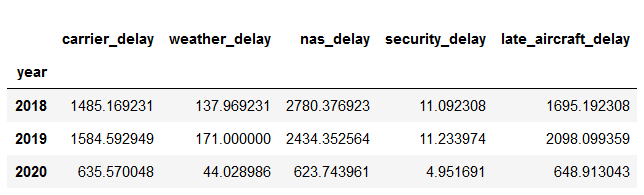 carrier_delay weather_delay nas_delay security_delay late_aircraft_delay
year
2018 1485.169231 137.969231 2780.376923 11.092308 1695.192308
2019 1584.592949 171.000000 2434.352564 11.233974 2098.099359
2020 635.570048 44.028986 623.743961 4.951691 648.913043